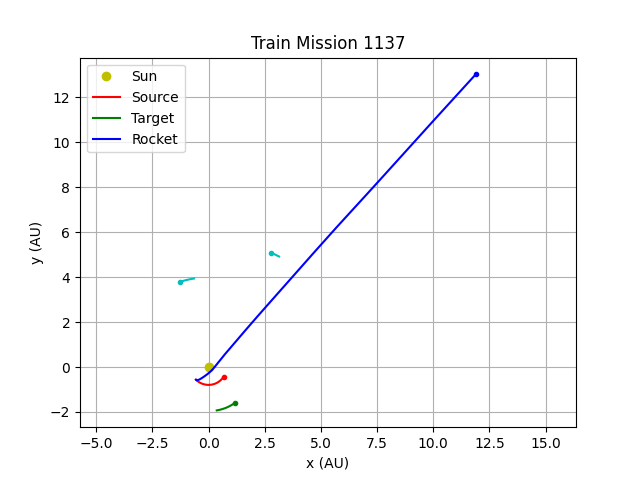 Train Mission 1137
Sun
Source
Target
Rocket
12
10
8
6
4
2
0
−2
y (AU)
−5.0 −2.5 0.0 2.5 5.0 7.5 10.0 12.5 15.0
x (AU)